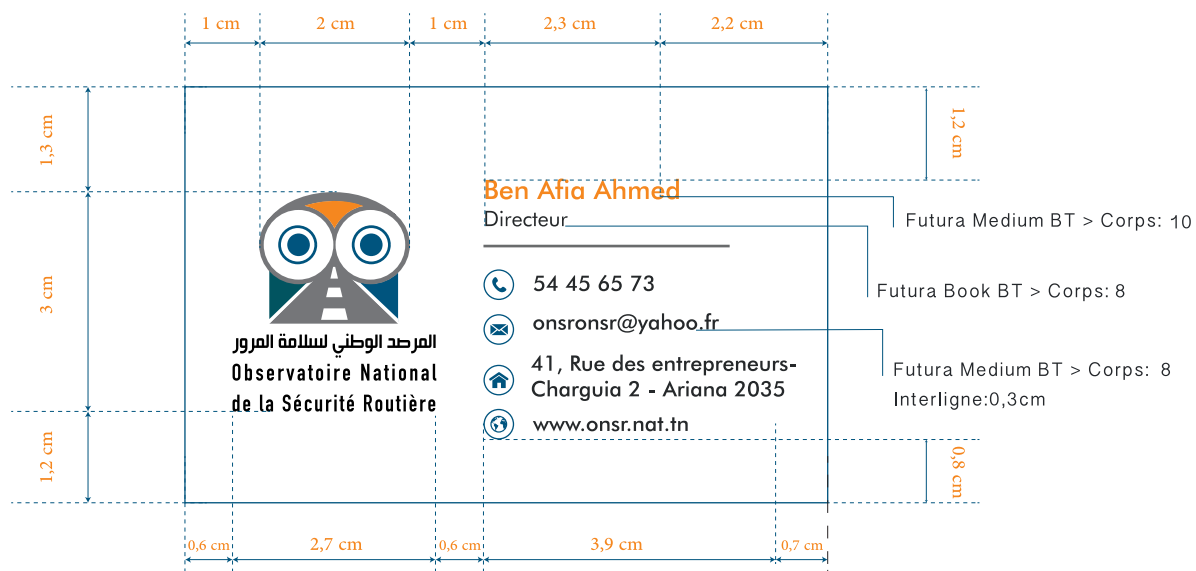 1 cm
2 cm
1 cm
2,3 cm
2,2 cm
1,3 cm
3 cm
1,2 cm
1,2 cm
0,8 cm
المرصد الوطني لسلامة المرور
Observatoire National
de la Sécurité Routière
Ben Afia Ahmed
Directeur
54 45 65 73
onsronsr@yahoo.fr
41, Rue des entrepreneurs-
Charguia 2 - Ariana 2035
www.onsr.nat.tn
Futura Medium BT > Corps: 10
Futura Book BT > Corps: 8
Futura Medium BT > Corps: 8
Interligne:0,3cm
0,6 cm
2,7 cm
0,6 cm
3,9 cm
0,7 cm